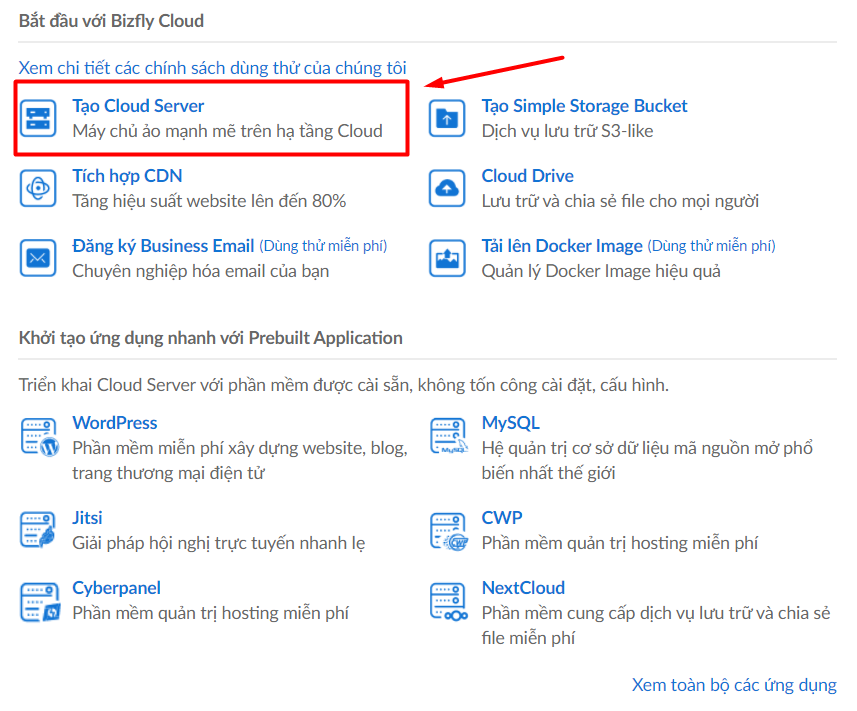 Bắt đầu với Bizfly Cloud
Xem chi tiết các chính sách dùng thử của chúng tôi
Tạo Cloud Server
Máy chủ ảo mạnh mẽ trên hạ tầng Cloud
Tạo Simple Storage Bucket
Dịch vụ lưu trữ S3-like
Tích hợp CDN
Tăng hiệu suất website lên đến 80%
Cloud Drive
Lưu trữ và chia sẻ file cho mọi người
Đăng ký Business Email (Dùng thử miễn phí)
Chuyên nghiệp hóa email của bạn
Tải lên Docker Image (Dùng thử miễn phí)
Quản lý Docker Image hiệu quả
Khởi tạo ứng dụng nhanh với Prebuilt Application
Triển khai Cloud Server với phần mềm được cài sẵn, không tốn công cài đặt, cấu hình.
WordPress
Phần mềm miễn phí xây dựng website, blog,
trang thương mại điện tử
MySQL
MySQL
Hệ quản trị cơ sở dữ liệu mã nguồn mở phổ
biến nhất thế giới
Jitsi
Giải pháp hội nghị trực tuyến nhanh lẹ
CWP
CWP
Phần mềm quản trị hosting miễn phí
Cyberpanel
Phần mềm quản trị hosting miễn phí
NextCloud
Phần mềm cung cấp dịch vụ lưu trữ và chia sẻ
file miễn phí
Xem toàn bộ các ứng dụng